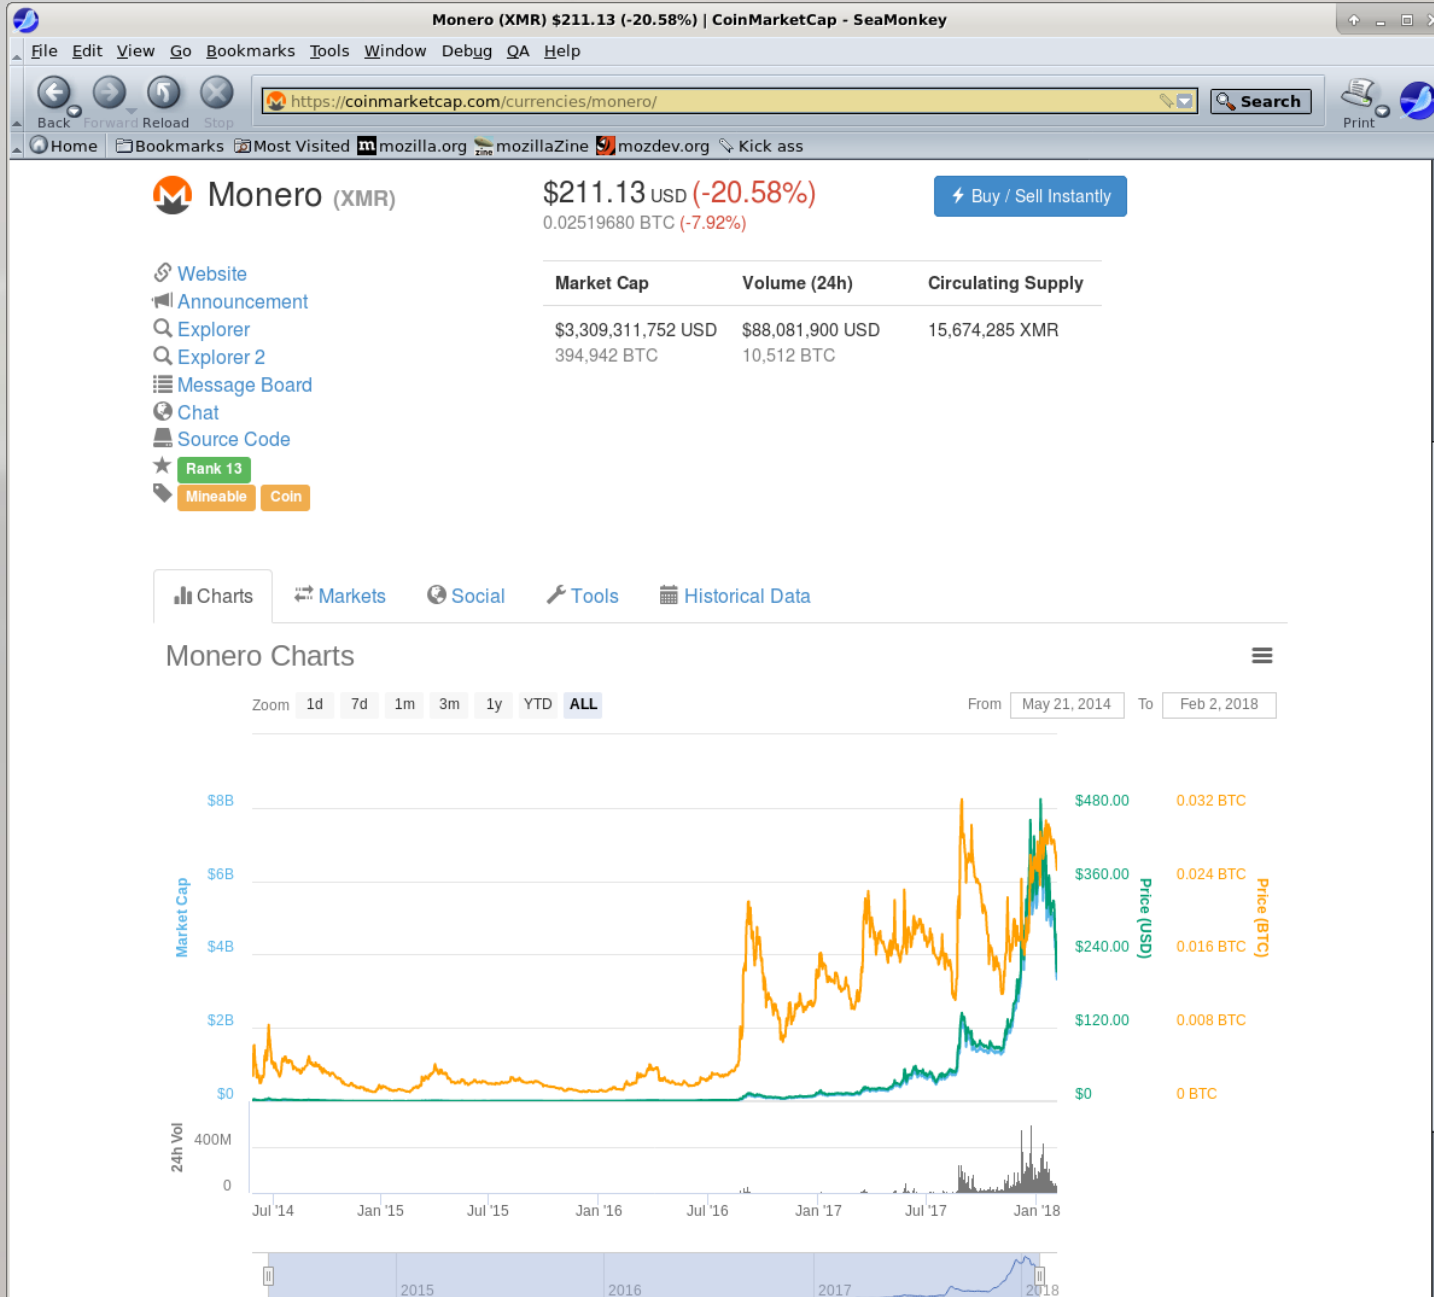 Monero (XMR) $211.13 (-20.58%) | CoinMarketCap - SeaMonkey
File Edit View Go Bookmarks Tools Window Debug QA Help
https://coinmarketcap.com/currencies/monero/
Search
Back Forward Reload Stop
Print
Home Bookmarks Most Visited m mozilla.org zine mozillaZine mozdev.org Kick ass
Monero (XMR)
$211.13 USD (-20.58%)
0.02519680 BTC (-7.92%)
Buy / Sell Instantly
Website
Announcement
Explorer
Explorer 2
Message Board
Chat
Source Code
Rank 13
Mineable Coin
Market Cap Volume (24h) Circulating Supply
$3,309,311,752 USD $88,081,900 USD 15,674,285 XMR
394,942 BTC 10,512 BTC
Charts Markets Social Tools Historical Data
Monero Charts
Zoom 1d 7d 1m 3m 1y YTD ALL
From May 21, 2014 To Feb 2, 2018
$8B $480.00 0.032 BTC
$6B $360.00 0.024 BTC
Market Cap
Price (USD)
Price (BTC)
$4B $240.00 0.016 BTC
$2B $120.00 0.008 BTC
$0 $0 0 BTC
24h Vol
400M
0
Jul '14 Jan '15 Jul '15 Jan '16 Jul '16 Jan '17 Jul '17 Jan '18
2015 2016 2017 2018